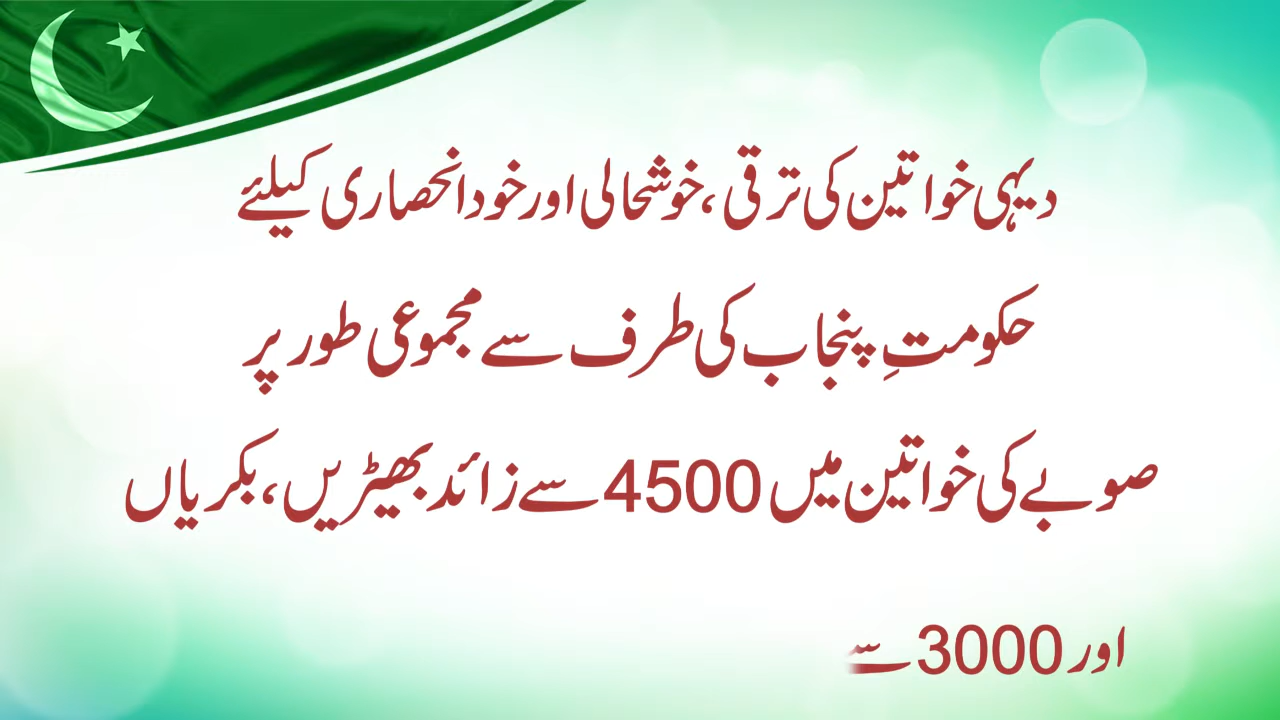 دیہی خواتین کی ترقی، خوشحالی اور خود انحصاری کیلئے
حکومتِ پنجاب کی طرف سے مجموعی طور پر
صوبے کی خواتین میں 4500 سے زائد بھیڑیں، بکریاں
اور 3000 سے